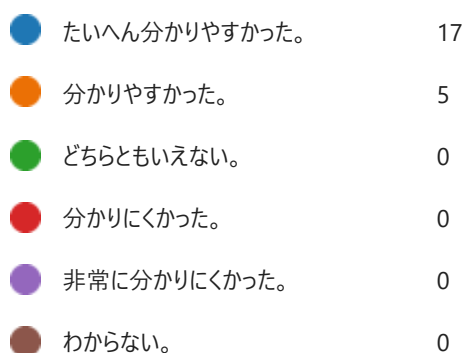 たいへん分かりやすかった。 17
分かりやすかった。 5
どちらともいえない。 0
分かりにくかった。 0
非常に分かりにくかった。 0
わからない。 0